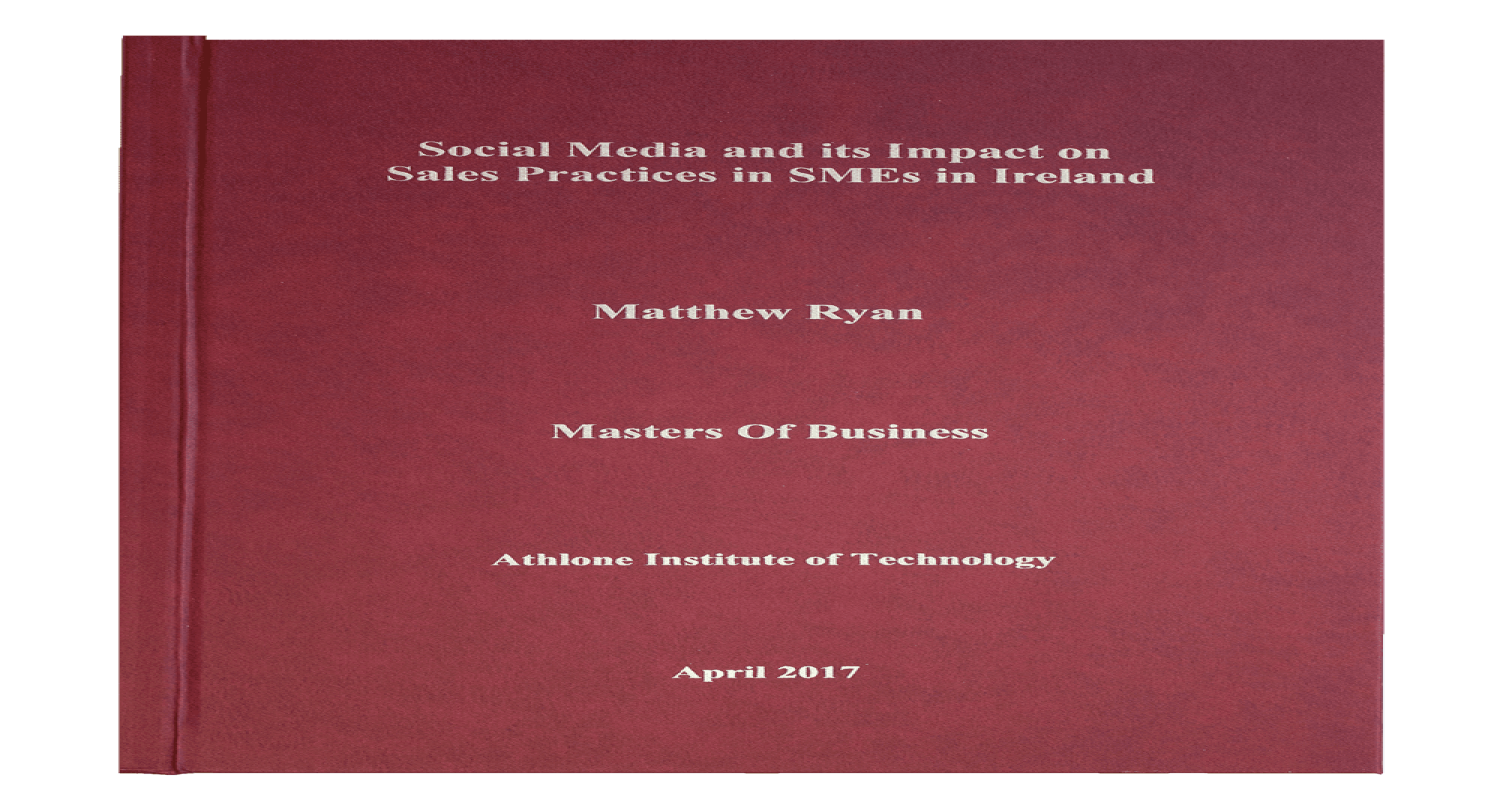 Social Media and its Impact on
Sales Practices in SMEs in Ireland
Matthew Ryan
Masters Of Business
Athlone Institute of Technology
April 2017